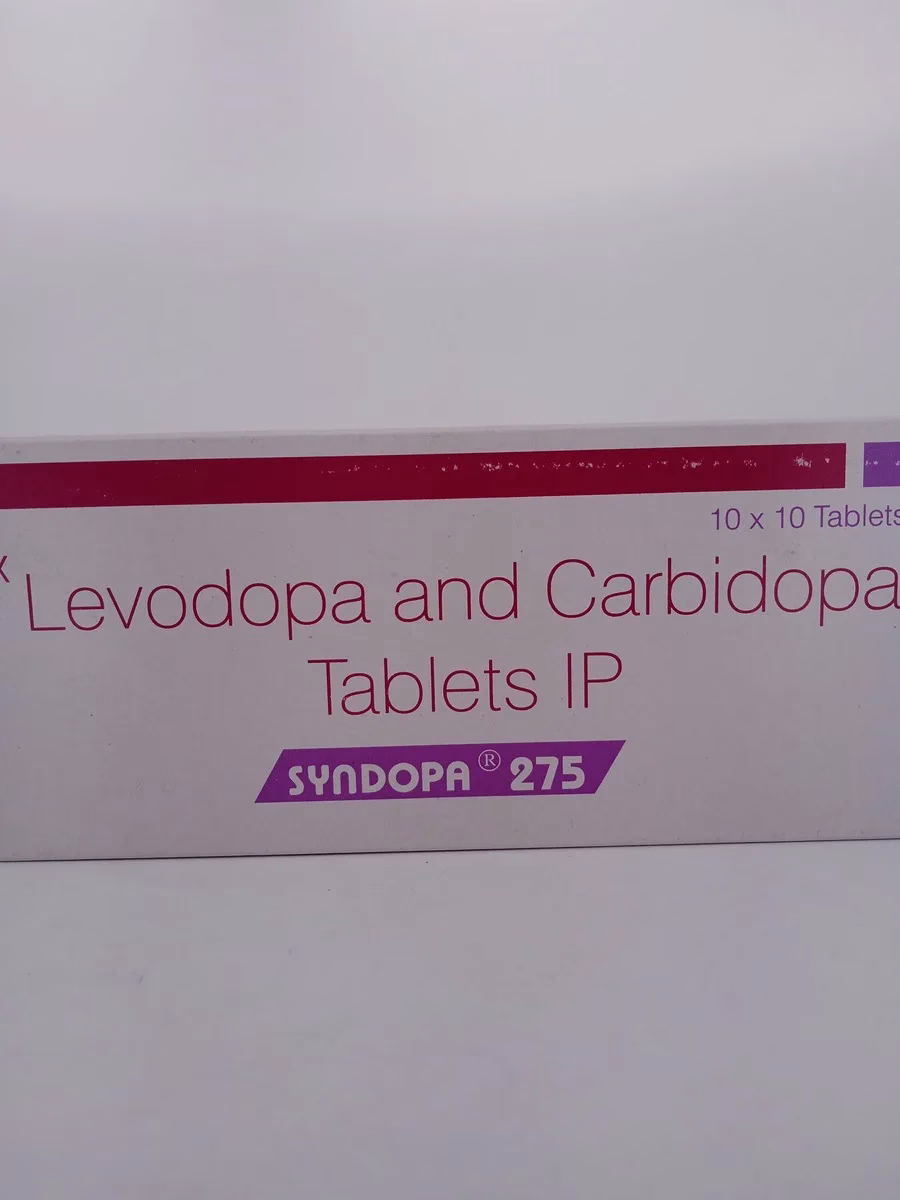 10 x 10 Tablets
Levodopa and Carbidopa
Tablets IP
SYNDOPA® 275